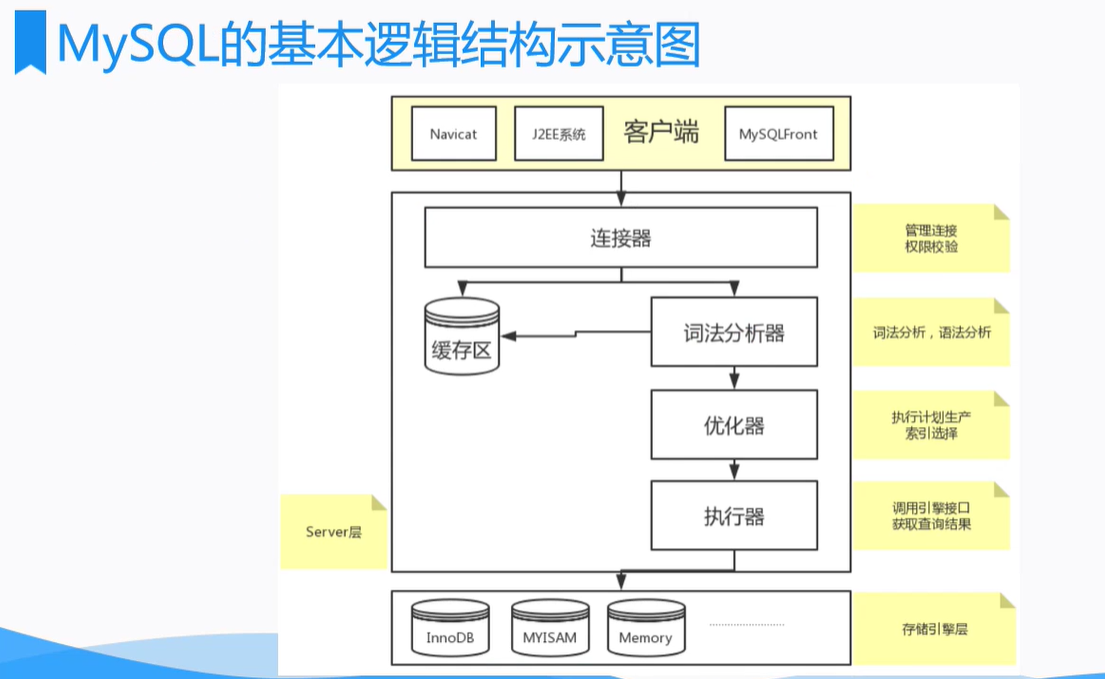 MySQL的基本逻辑结构示意图
Navicat
J2EE系统
客户端
MySQLFront
连接器
管理连接
权限校验
缓存区
词法分析器
词法分析，语法分析
优化器
执行计划生产
索引选择
执行器
调用引擎接口
获取查询结果
Server层
InnoDB
MYISAM
Memory
存储引擎层